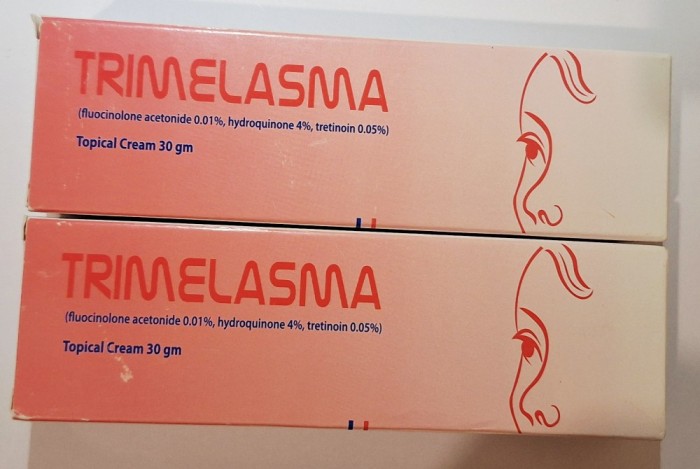 TRIMELASMA
(fluocinolone acetonide 0.01%, hydroquinone 4%, tretinoin 0.05%)
Topical Cream 30 gm
TRIMELASMA
(fluocinolone acetonide 0.01%, hydroquinone 4%, tretinoin 0.05%)
Topical Cream 30 gm